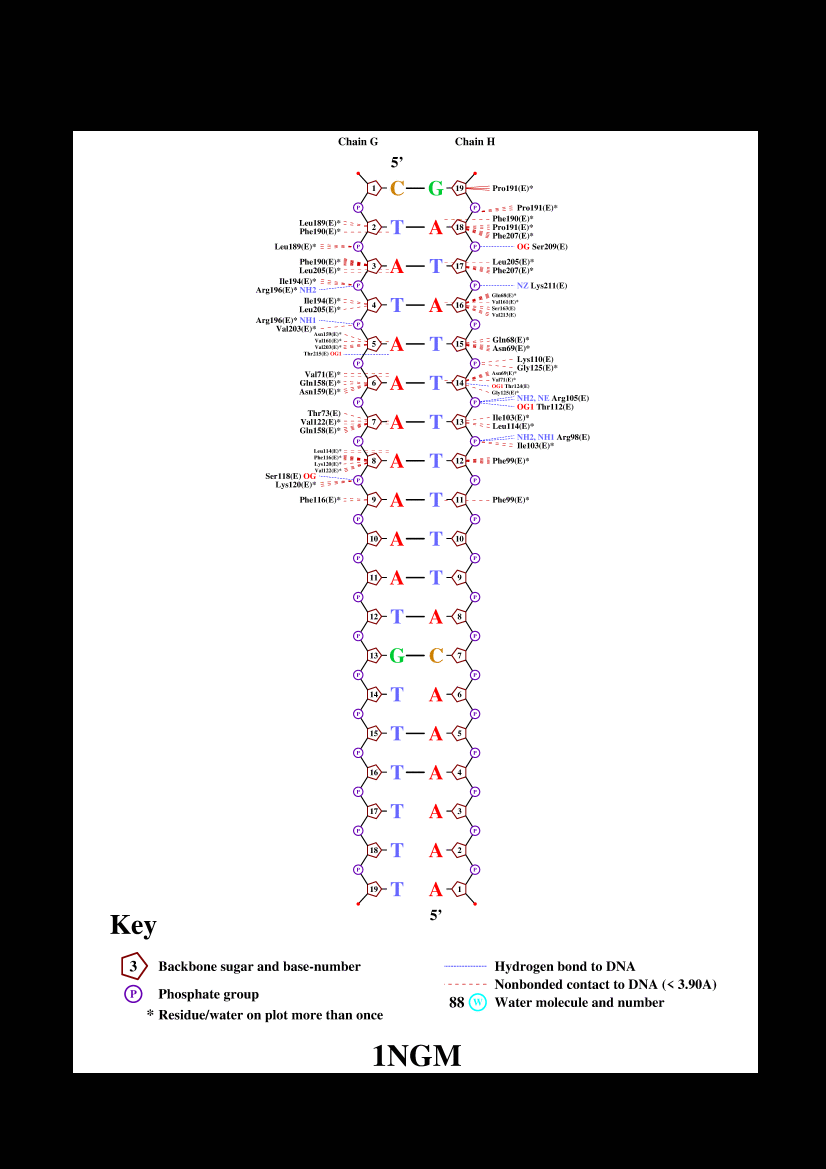 Chain G Chain H
5’
1 C G 19 Pro191(E)*
P P Pro191(E)*
Phe190(E)*
Leu189(E)* 2 T A 18 Pro191(E)*
Phe190(E)* Phe207(E)*
Leu189(E)* P P OG Ser209(E)
Phe190(E)* 3 A T 17 Leu205(E)*
Leu205(E)* Phe207(E)*
Ile194(E)* P P NZ Lys211(E)
Arg196(E)* NH2
Ile194(E)* 4 T A 16 Gln68(E)*
Leu205(E)* Val161(E)*
Ser163(E)
Val213(E)
Arg196(E)* NH1 P P
Val203(E)*
Asn159(E)* 5 A T 15 Gln68(E)*
Val161(E)* Asn69(E)*
Val203(E)*
Thr215(E) OG1
P P Lys110(E)
Gly125(E)*
Val71(E)* 6 A T 14 Asn69(E)*
Gln158(E)* Val71(E)*
Asn159(E)* OG1 Thr124(E)
Gly125(E)*
P P NH2, NE Arg105(E)
OG1 Thr112(E)
Thr73(E) 7 A T 13 Ile103(E)*
Val122(E)* Leu114(E)*
Gln158(E)*
P P NH2, NH1 Arg98(E)
Ile103(E)*
Leu114(E)* 8 A T 12 Phe99(E)*
Phe116(E)*
Lys120(E)*
Val122(E)*
Ser118(E) OG P P
Lys120(E)*
Phe116(E)* 9 A T 11 Phe99(E)*
P P
10 A T 10
P P
11 A T 9
P P
12 T A 8
P P
13 G C 7
P P
14 T A 6
P P
15 T A 5
P P
16 T A 4
P P
17 T A 3
P P
18 T A 2
P P
19 T A 1
5’
Key
3 Backbone sugar and base-number
P Phosphate group
* Residue/water on plot more than once
Hydrogen bond to DNA
Nonbonded contact to DNA (< 3.90A)
88 W Water molecule and number
1NGM